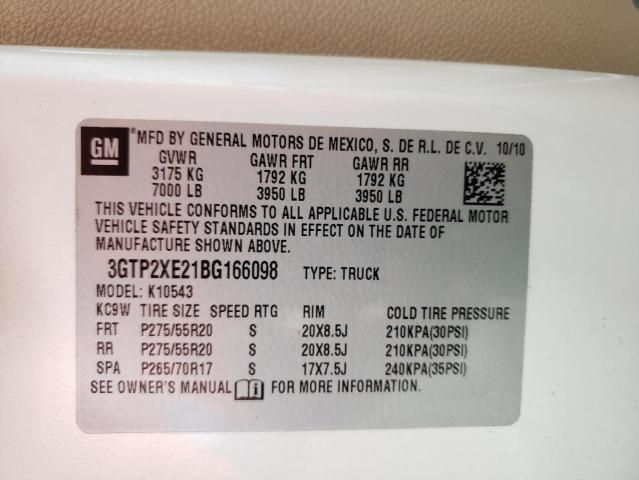 GM *MFD BY GENERAL MOTORS DE MEXICO, S. DE R.L. DE C.V. 10/10
GVWR GAWR FRT GAWR RR
3175 KG 1792 KG 1792 KG
7000 LB 3950 LB 3950 LB
THIS VEHICLE CONFORMS TO ALL APPLICABLE U.S. FEDERAL MOTOR
VEHICLE SAFETY STANDARDS IN EFFECT ON THE DATE OF
MANUFACTURE SHOWN ABOVE.
3GTP2XE21BG166098 TYPE: TRUCK
MODEL: K10543
KC9W TIRE SIZE SPEED RTG RIM COLD TIRE PRESSURE
FRT P275/55R20 S 20X8.5J 210KPA(30PSI)
RR P275/55R20 S 20X8.5J 210KPA(30PSI)
SPA P265/70R17 S 17X7.5J 240KPA(35PSI)
SEE OWNER'S MANUAL i FOR MORE INFORMATION.